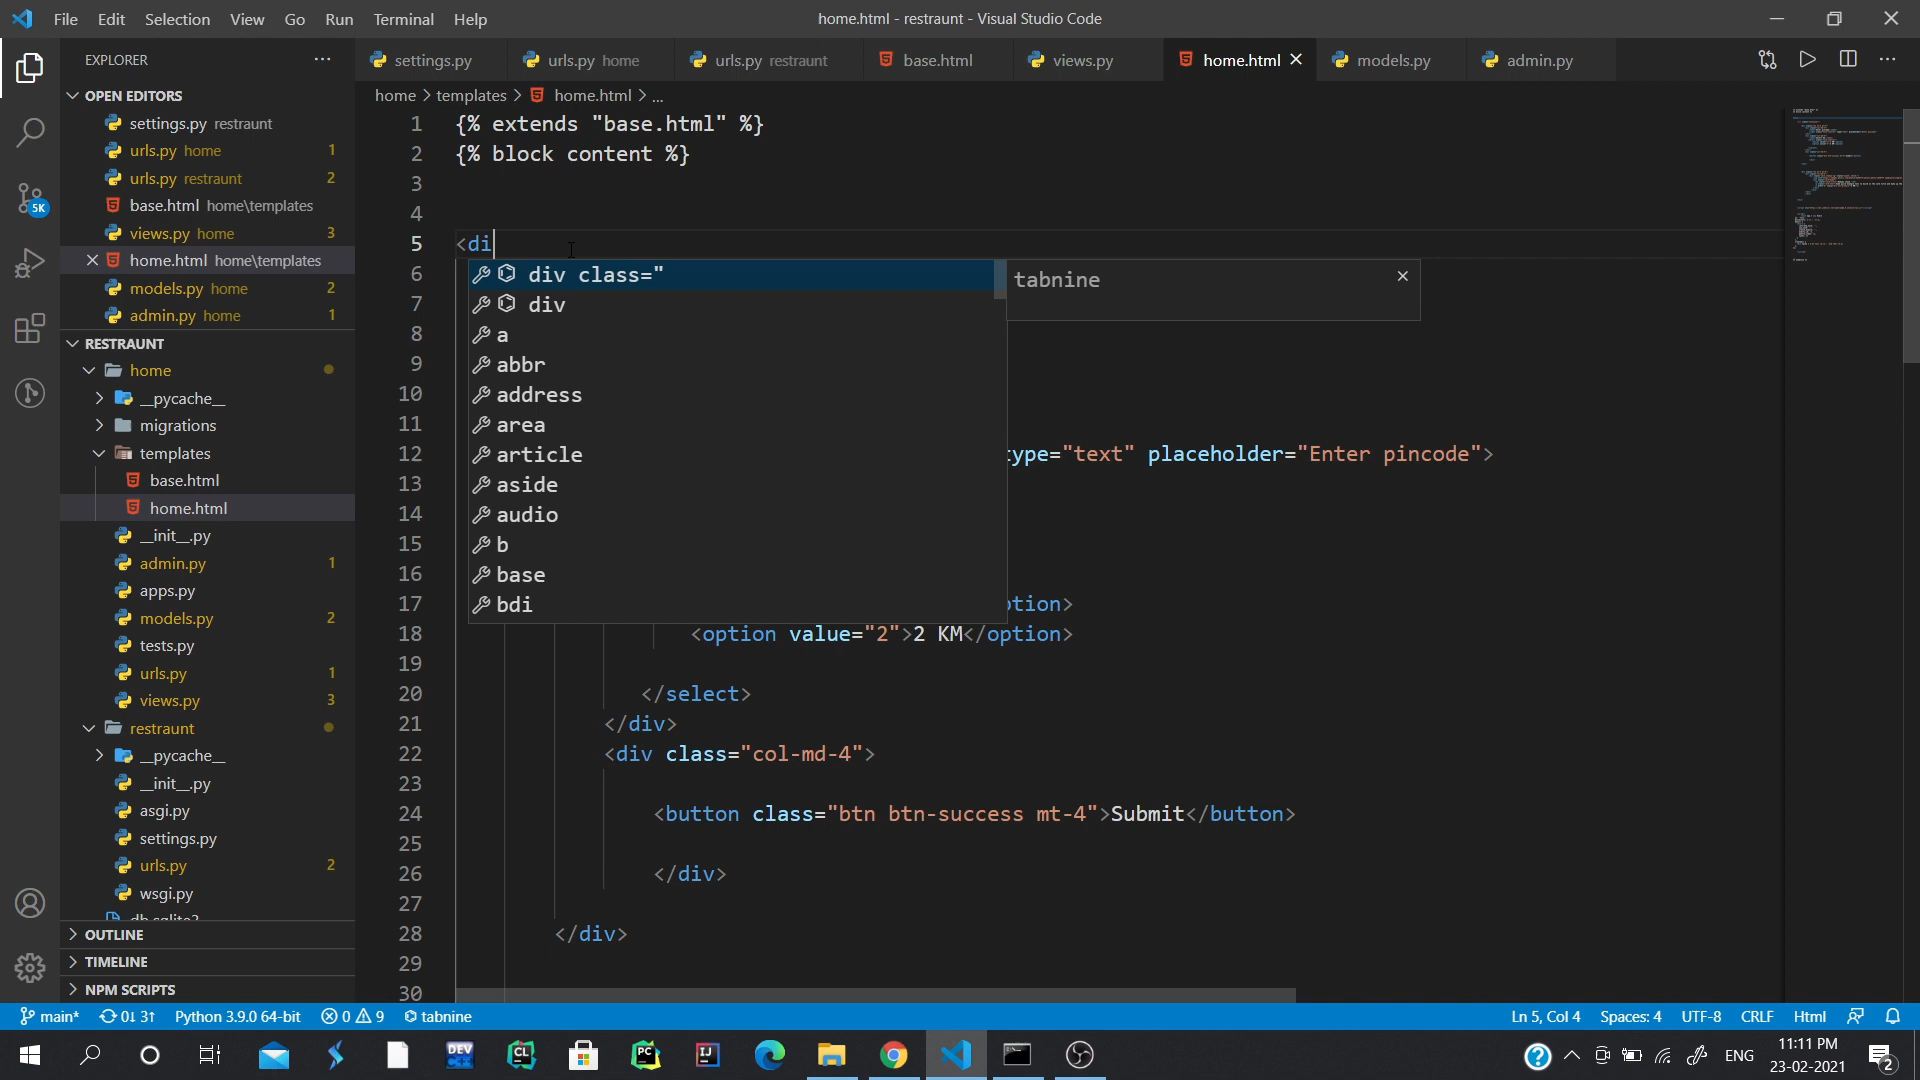 File Edit Selection View Go Run Terminal Help
home.html - restraunt - Visual Studio Code
EXPLORER
settings.py
urls.py home
urls.py restraunt
base.html
views.py
home.html
models.py
admin.py
home > templates > home.html > ...
OPEN EDITORS
settings.py restraunt
urls.py home 1
urls.py restraunt 2
base.html home\templates
views.py home 3
home.html home\templates
models.py home 2
admin.py home 1
RESTRAUNT
home
__pycache__
migrations
templates
base.html
home.html
__init__.py
admin.py 1
apps.py
models.py 2
tests.py
urls.py 1
views.py 3
restraunt
__pycache__
__init__.py
asgi.py
settings.py
urls.py 2
wsgi.py
OUTLINE
TIMELINE
NPM SCRIPTS
5K
1 {% extends "base.html" %}
2 {% block content %}
3
4
5 <di
6
7
8
9
10
11
12 type="text" placeholder="Enter pincode">
13
14
15
16
17 tion>
18 <option value="2">2 KM</option>
19
20 </select>
21 </div>
22 <div class="col-md-4">
23
24 <button class="btn btn-success mt-4">Submit</button>
25
26 </div>
27
28 </div>
29
30
div class="
div
a
abbr
address
area
article
aside
audio
b
base
bdi
tabnine
main* 0↓ 3↑ Python 3.9.0 64-bit 0 9 tabnine
Ln 5, Col 4 Spaces: 4 UTF-8 CRLF Html
DEV C++
CL
PC
IJ
ENG
11:11 PM
23-02-2021
2